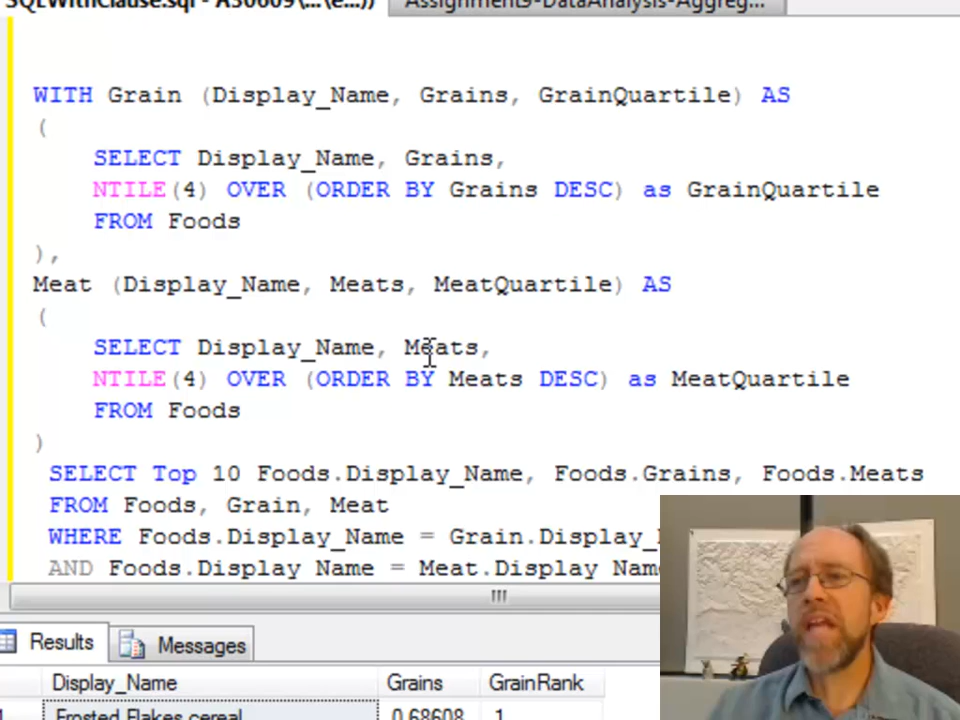 SQLWithClause.sql - A30609\...\e...))
Assignment9-DataAnalysis-Aggreg...
WITH Grain (Display_Name, Grains, GrainQuartile) AS
(
SELECT Display_Name, Grains,
NTILE(4) OVER (ORDER BY Grains DESC) as GrainQuartile
FROM Foods
),
Meat (Display_Name, Meats, MeatQuartile) AS
(
SELECT Display_Name, Meats,
NTILE(4) OVER (ORDER BY Meats DESC) as MeatQuartile
FROM Foods
)
SELECT Top 10 Foods.Display_Name, Foods.Grains, Foods.Meats
FROM Foods, Grain, Meat
WHERE Foods.Display_Name = Grain.Display_
AND Foods.Display_Name = Meat.Display_Name
Results
Messages
Display_Name Grains GrainRank
1 Frosted Flakes cereal 0.68608 1